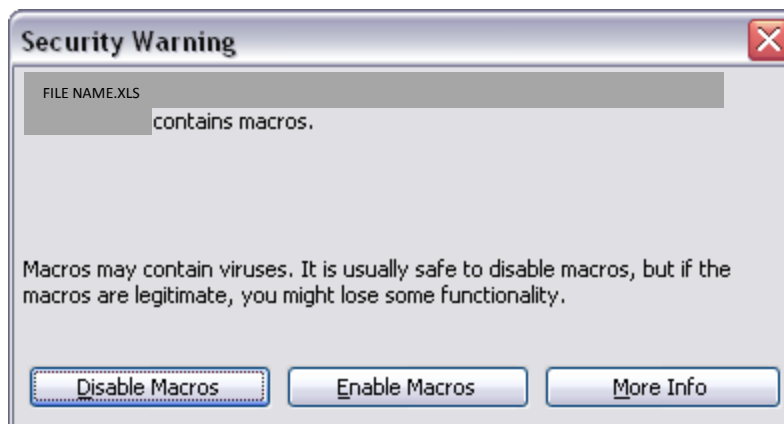 Security Warning
FILE NAME.XLS
contains macros.
Macros may contain viruses. It is usually safe to disable macros, but if the
macros are legitimate, you might lose some functionality.
Disable Macros Enable Macros More Info